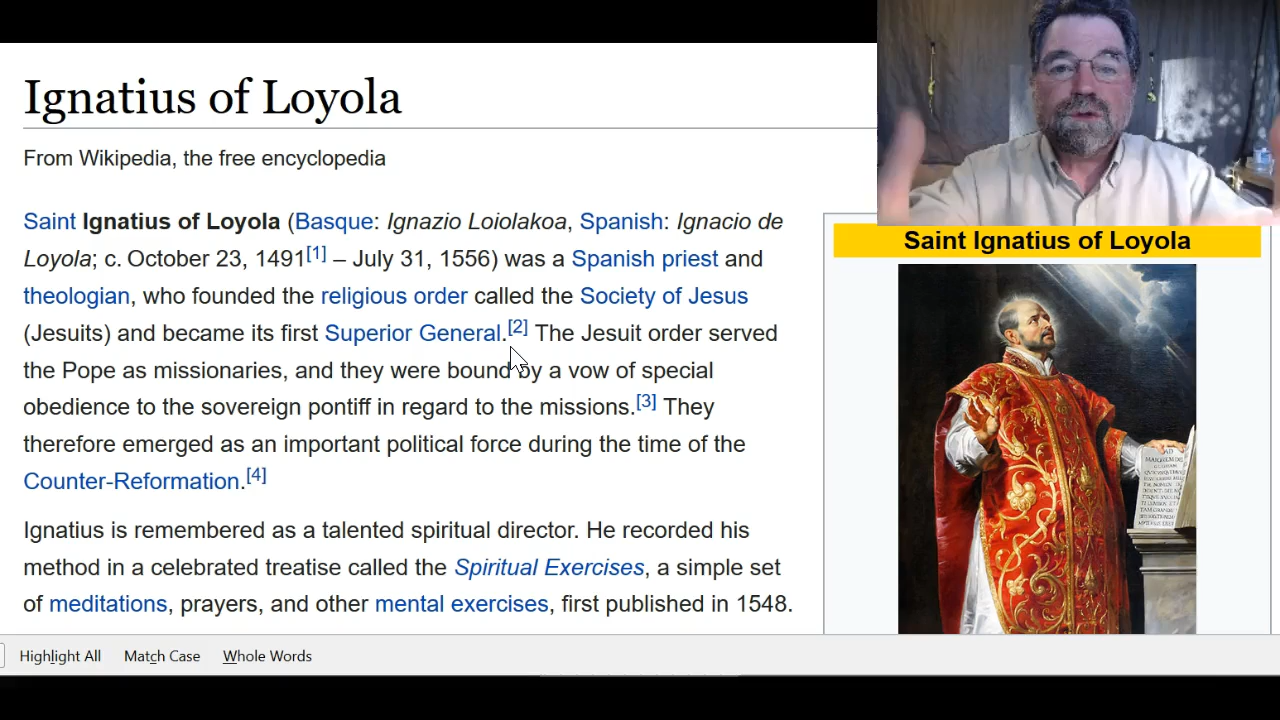 Ignatius of Loyola
From Wikipedia, the free encyclopedia
Saint Ignatius of Loyola (Basque: Ignazio Loiolakoa, Spanish: Ignacio de
Loyola; c. October 23, 1491[1] – July 31, 1556) was a Spanish priest and
theologian, who founded the religious order called the Society of Jesus
(Jesuits) and became its first Superior General.[2] The Jesuit order served
the Pope as missionaries, and they were bound by a vow of special
obedience to the sovereign pontiff in regard to the missions.[3] They
therefore emerged as an important political force during the time of the
Counter-Reformation.[4]
Ignatius is remembered as a talented spiritual director. He recorded his
method in a celebrated treatise called the Spiritual Exercises, a simple set
of meditations, prayers, and other mental exercises, first published in 1548.
Saint Ignatius of Loyola
AD
Highlight All Match Case Whole Words